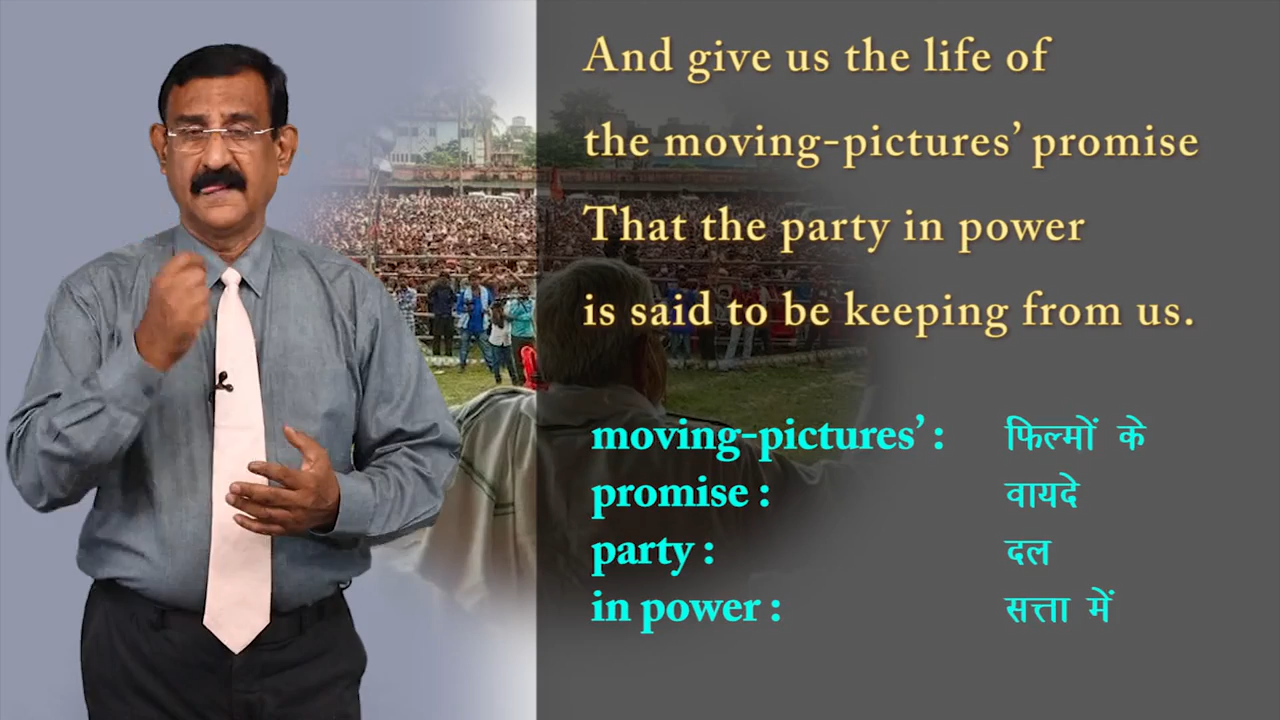 And give us the life of
the moving-pictures’ promise
That the party in power
is said to be keeping from us.
moving-pictures’ : फिल्मों के
promise : वायदे
party : दल
in power : सत्ता में